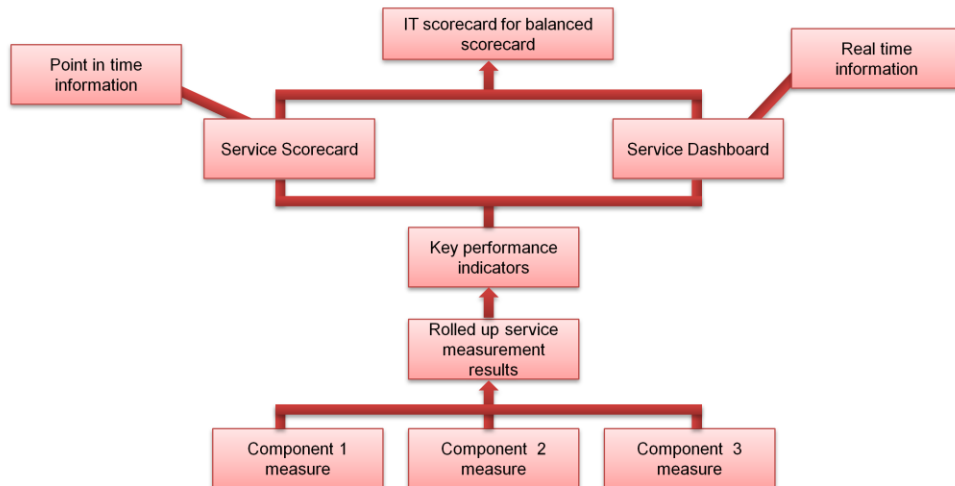 IT scorecard for balanced
scorecard
Point in time
information
Real time
information
Service Scorecard
Service Dashboard
Key performance
indicators
Rolled up service
measurement
results
Component 1
measure
Component  2
measure
Component  3
measure